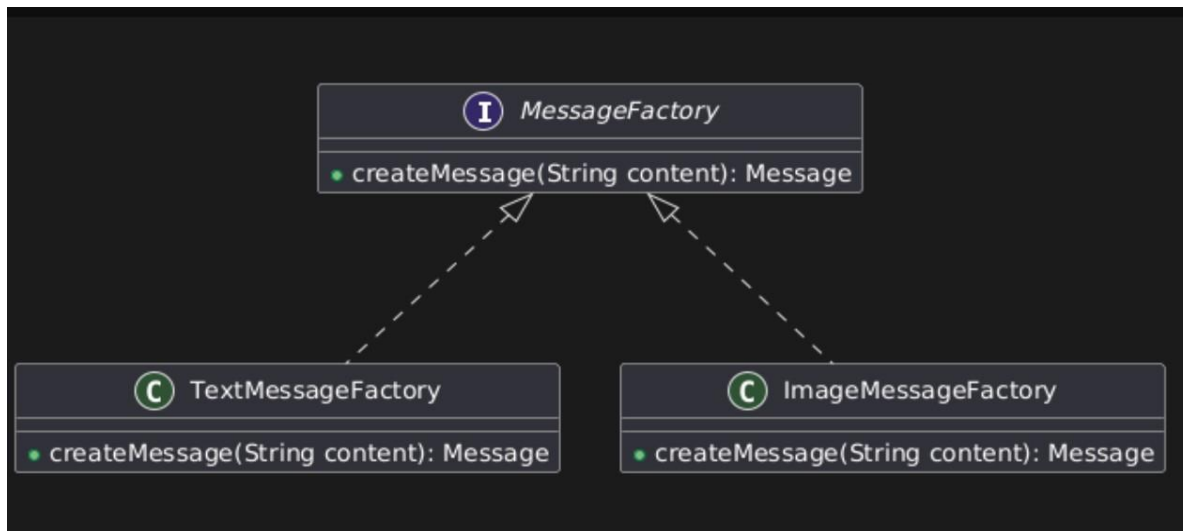 I MessageFactory
createMessage(String content): Message
C TextMessageFactory
createMessage(String content): Message
C ImageMessageFactory
createMessage(String content): Message